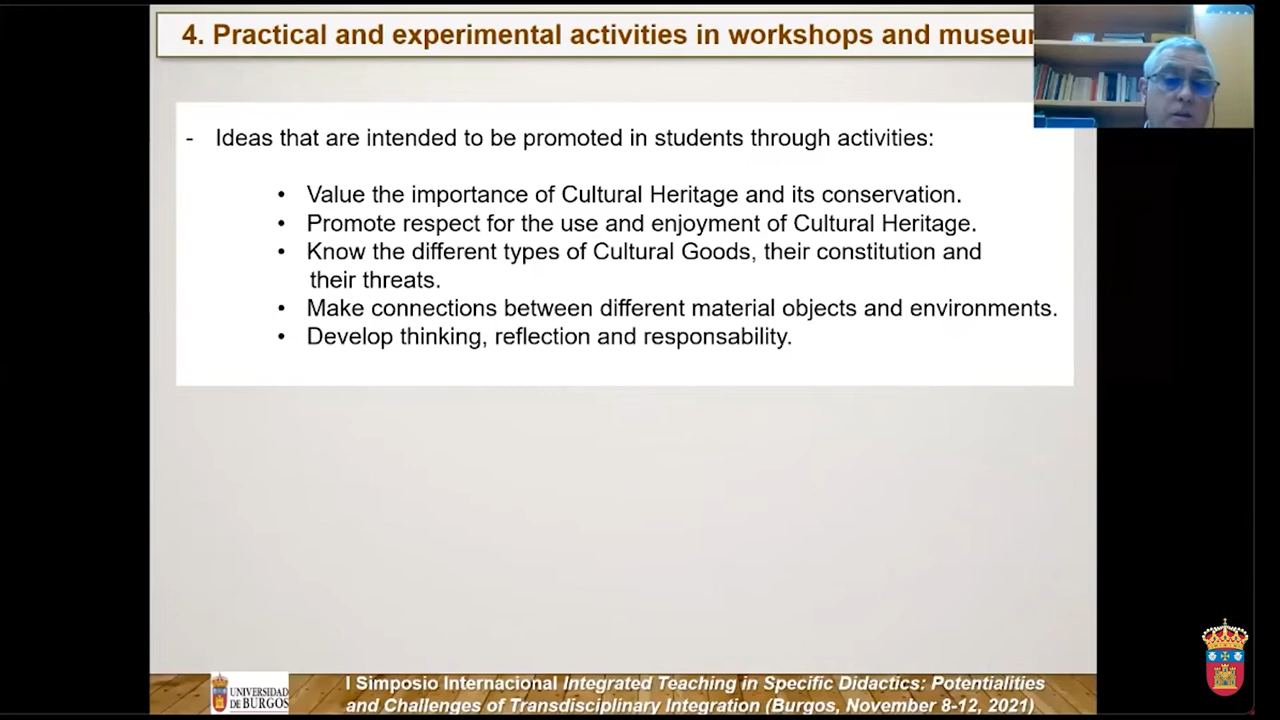 4. Practical and experimental activities in workshops and museu
- Ideas that are intended to be promoted in students through activities:
• Value the importance of Cultural Heritage and its conservation.
• Promote respect for the use and enjoyment of Cultural Heritage.
• Know the different types of Cultural Goods, their constitution and
their threats.
• Make connections between different material objects and environments.
• Develop thinking, reflection and responsability.
UNIVERSIDAD
DE BURGOS
I Simposio Internacional Integrated Teaching in Specific Didactics: Potentialities
and Challenges of Transdisciplinary Integration (Burgos, November 8-12, 2021)